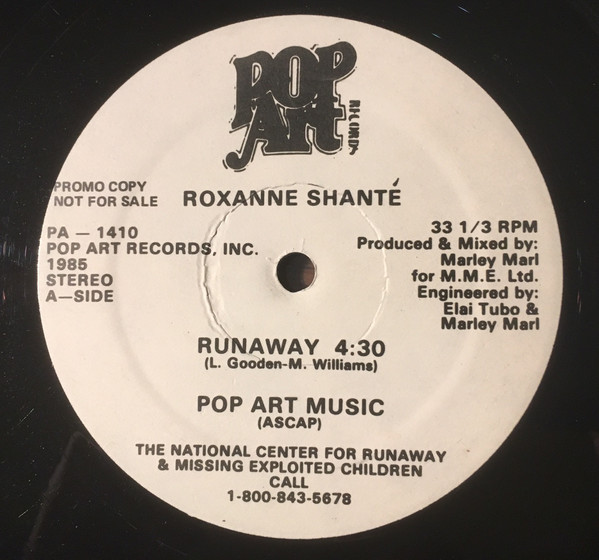 POP
Art
RECORDS
PROMO COPY
NOT FOR SALE
ROXANNE SHANTÉ
PA — 1410
POP ART RECORDS, INC.
1985
STEREO
A—SIDE
33 1/3 RPM
Produced & Mixed by:
Marley Marl
for M.M.E. Ltd.
Engineered by:
Elai Tubo &
Marley Marl
RUNAWAY 4:30
(L. Gooden-M. Williams)
POP ART MUSIC
(ASCAP)
THE NATIONAL CENTER FOR RUNAWAY
& MISSING EXPLOITED CHILDREN
CALL
1-800-843-5678